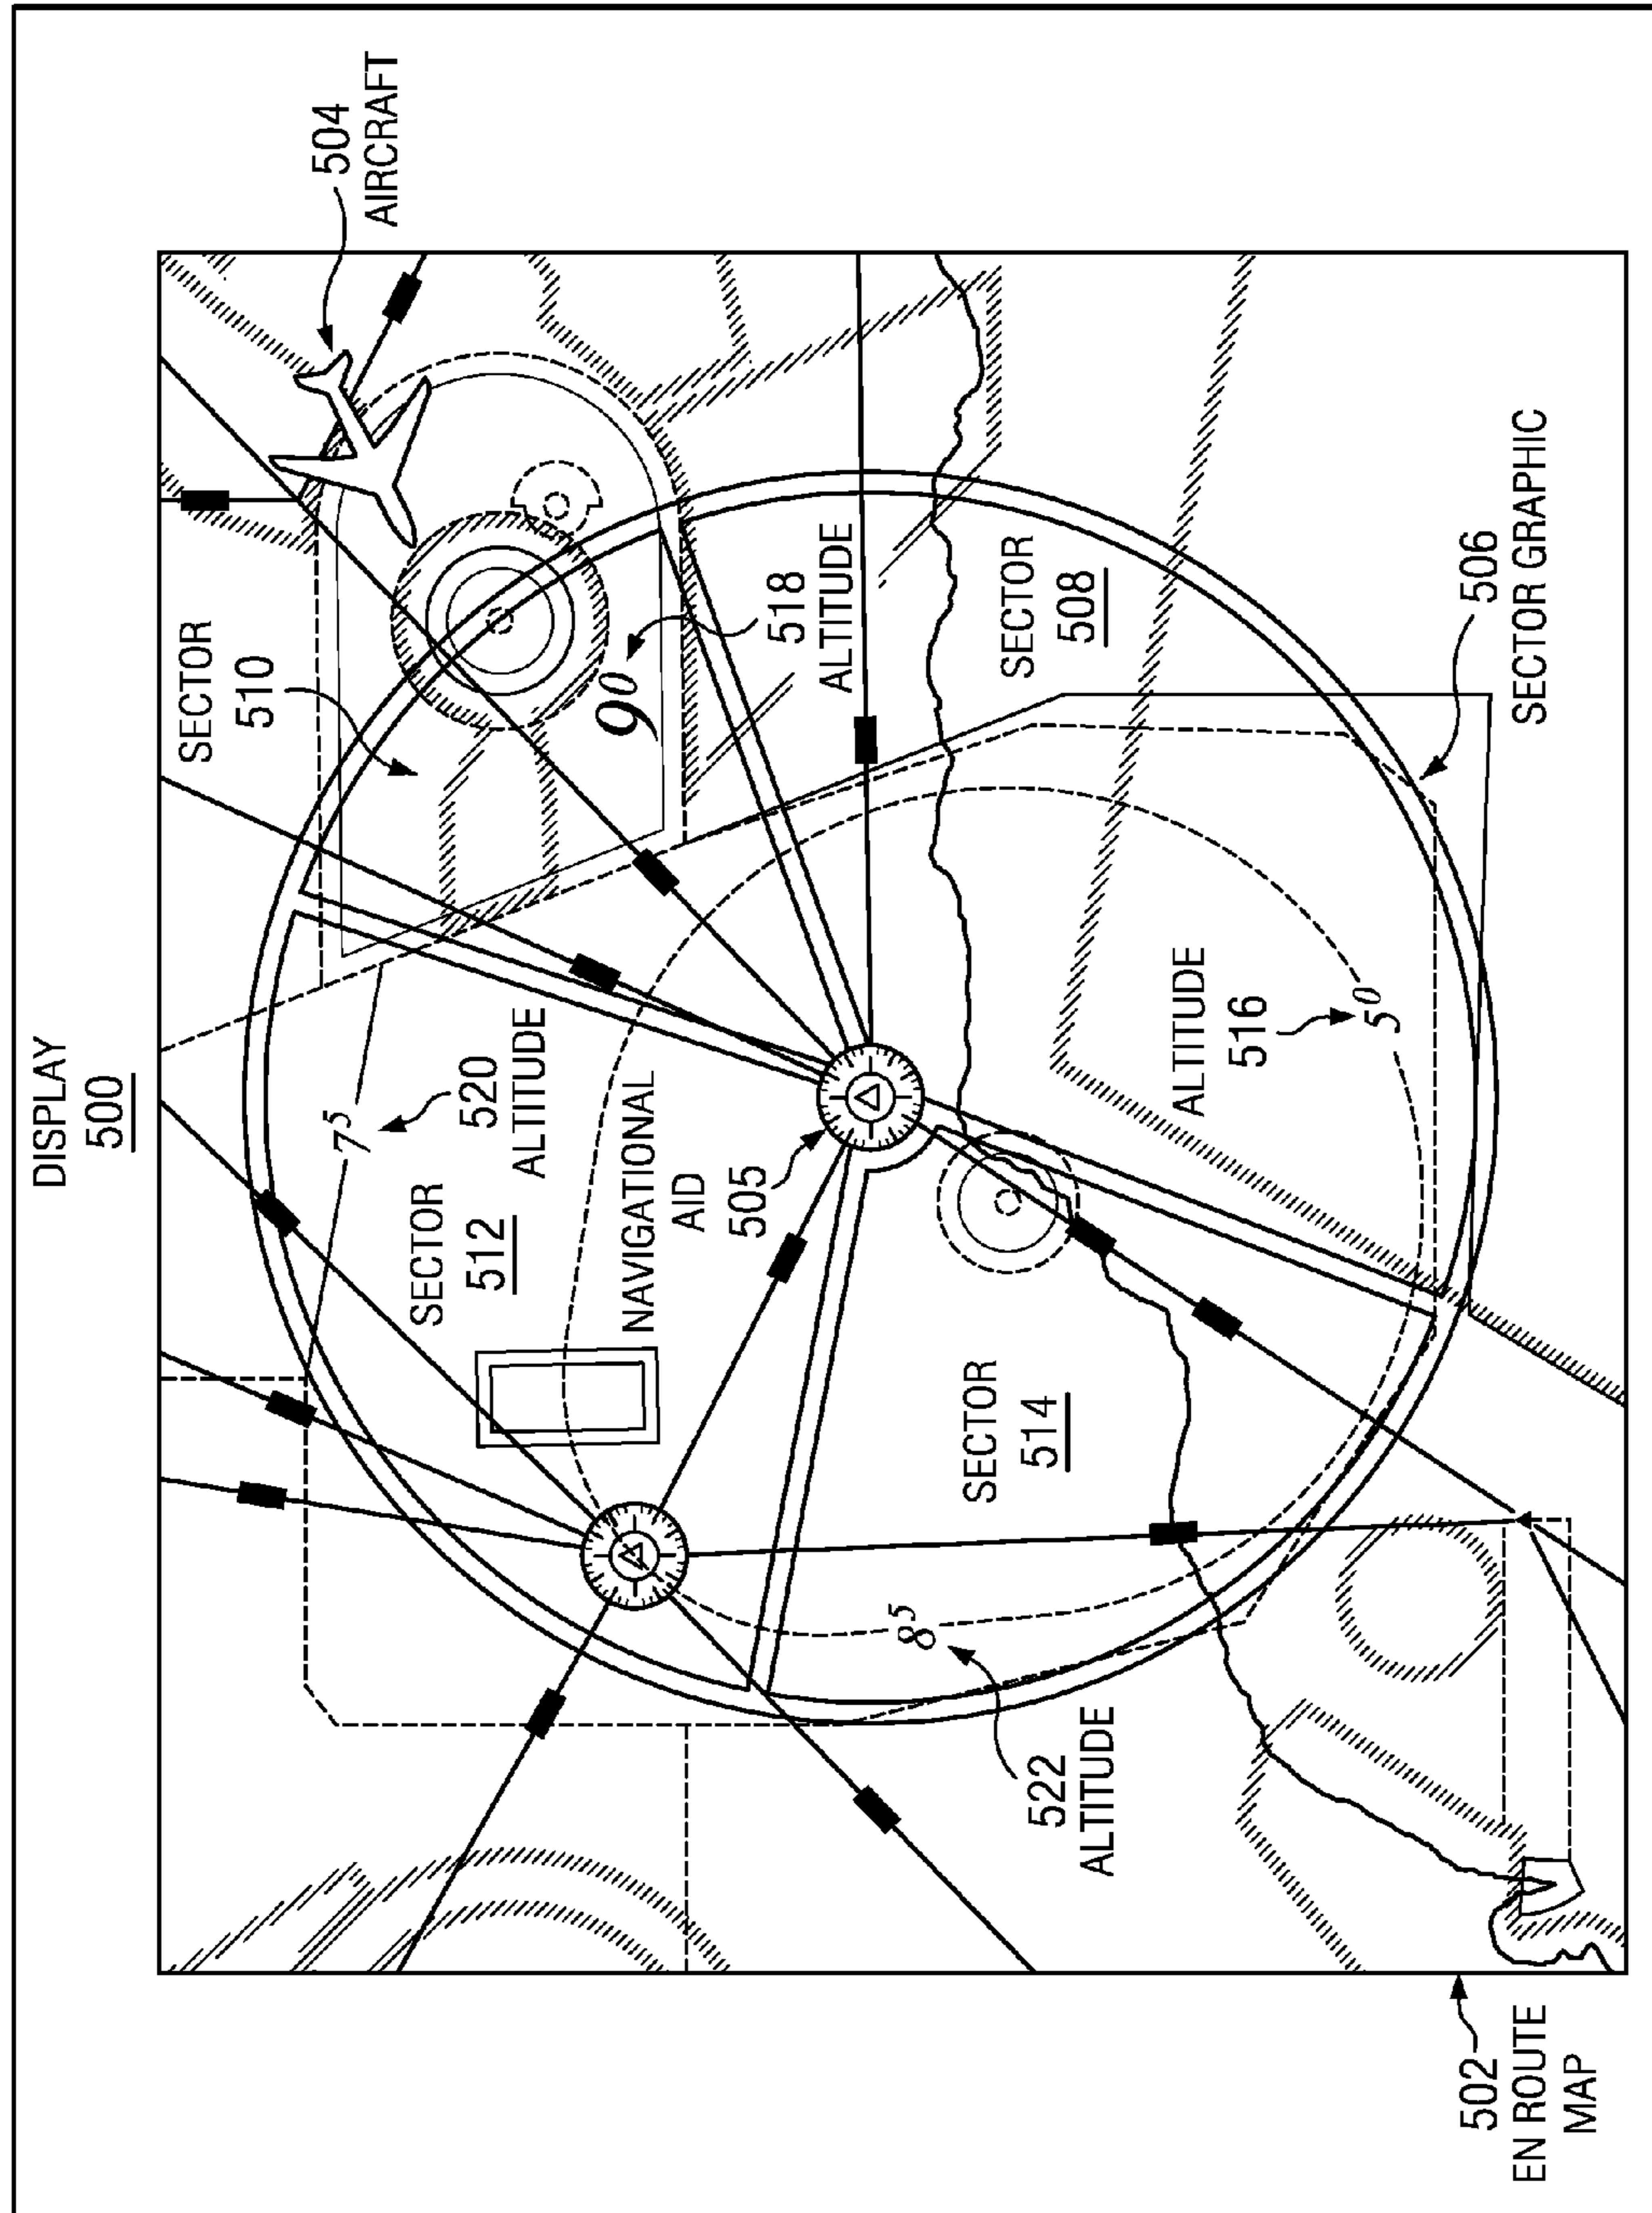 DISPLAY
500
SECTOR
510
504
AIRCRAFT
7⁵
520
ALTITUDE
SECTOR
512
9⁰
518
ALTITUDE
NAVIGATIONAL
AID
505
8⁵
522
ALTITUDE
SECTOR
514
SECTOR
508
ALTITUDE
516
5⁰
506
SECTOR GRAPHIC
502
EN ROUTE
MAP